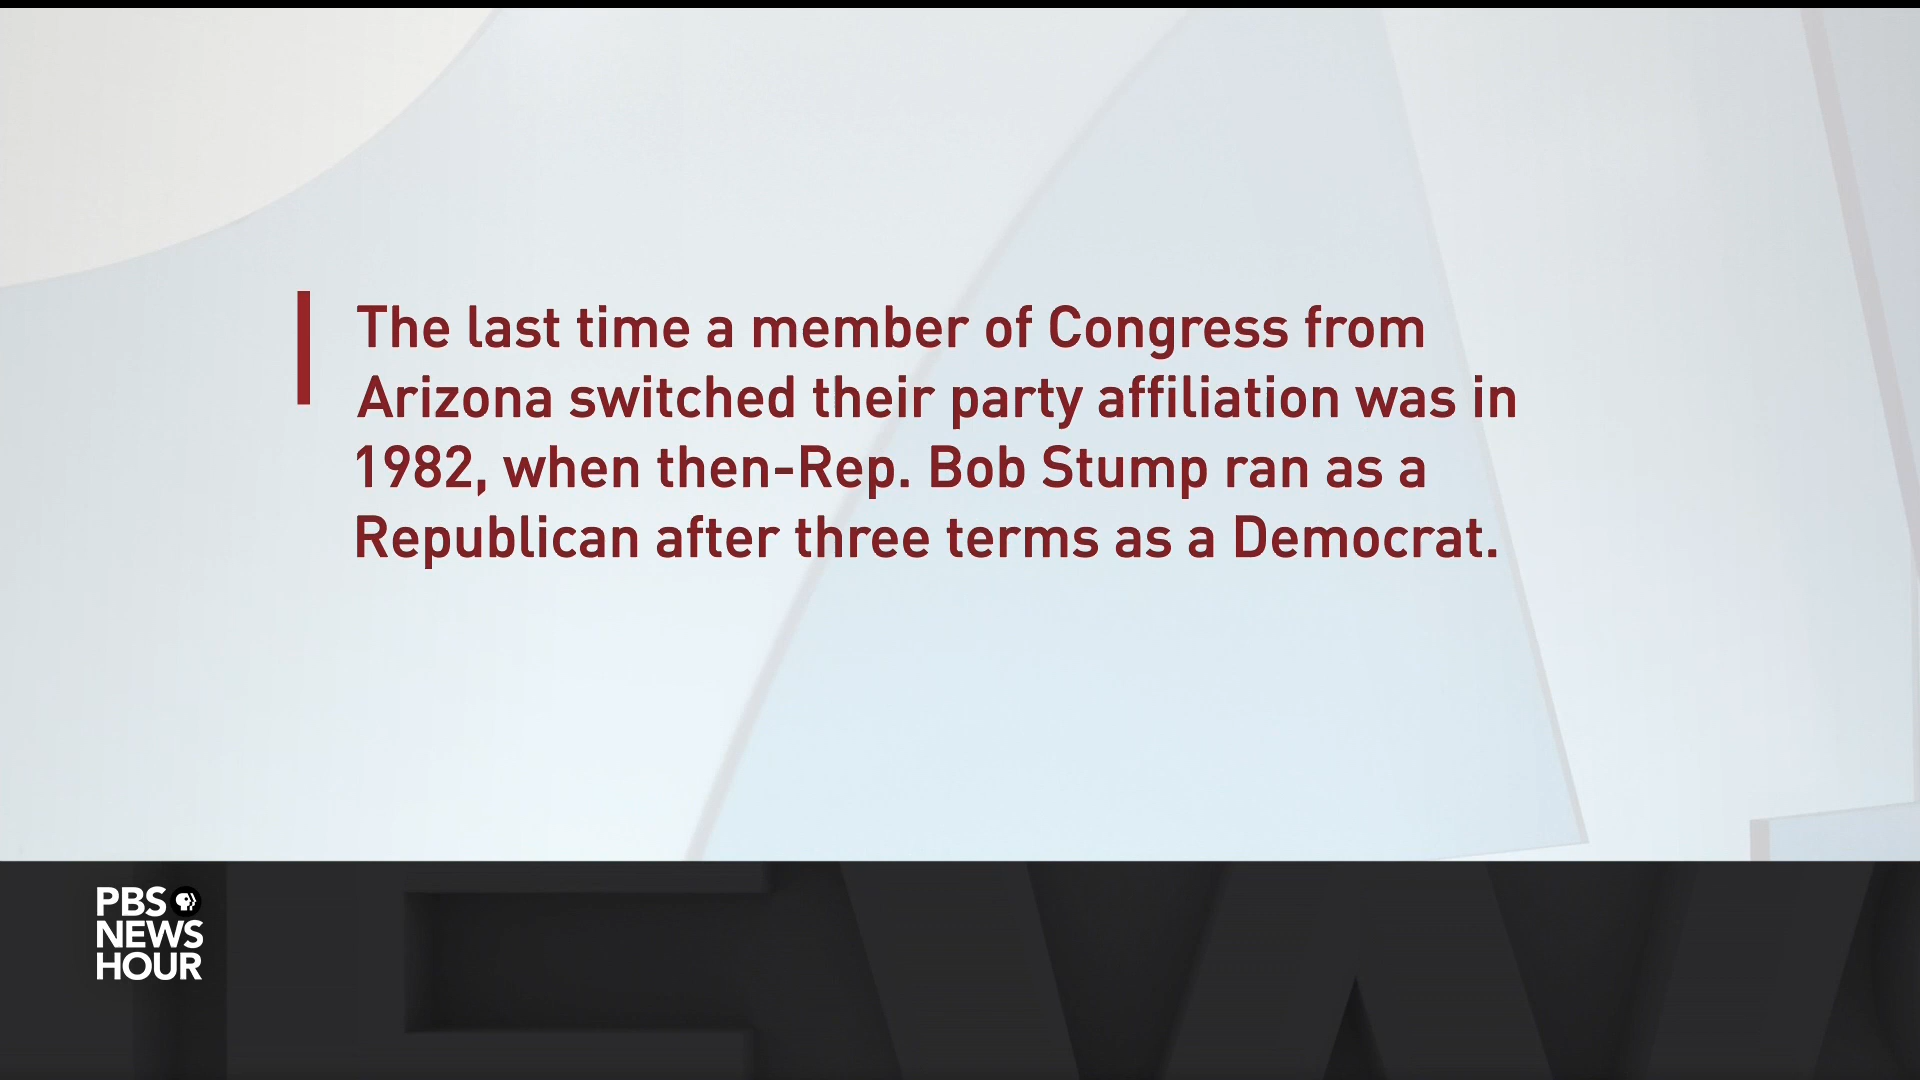 The last time a member of Congress from
Arizona switched their party affiliation was in
1982, when then-Rep. Bob Stump ran as a
Republican after three terms as a Democrat.
PBS
NEWS
HOUR